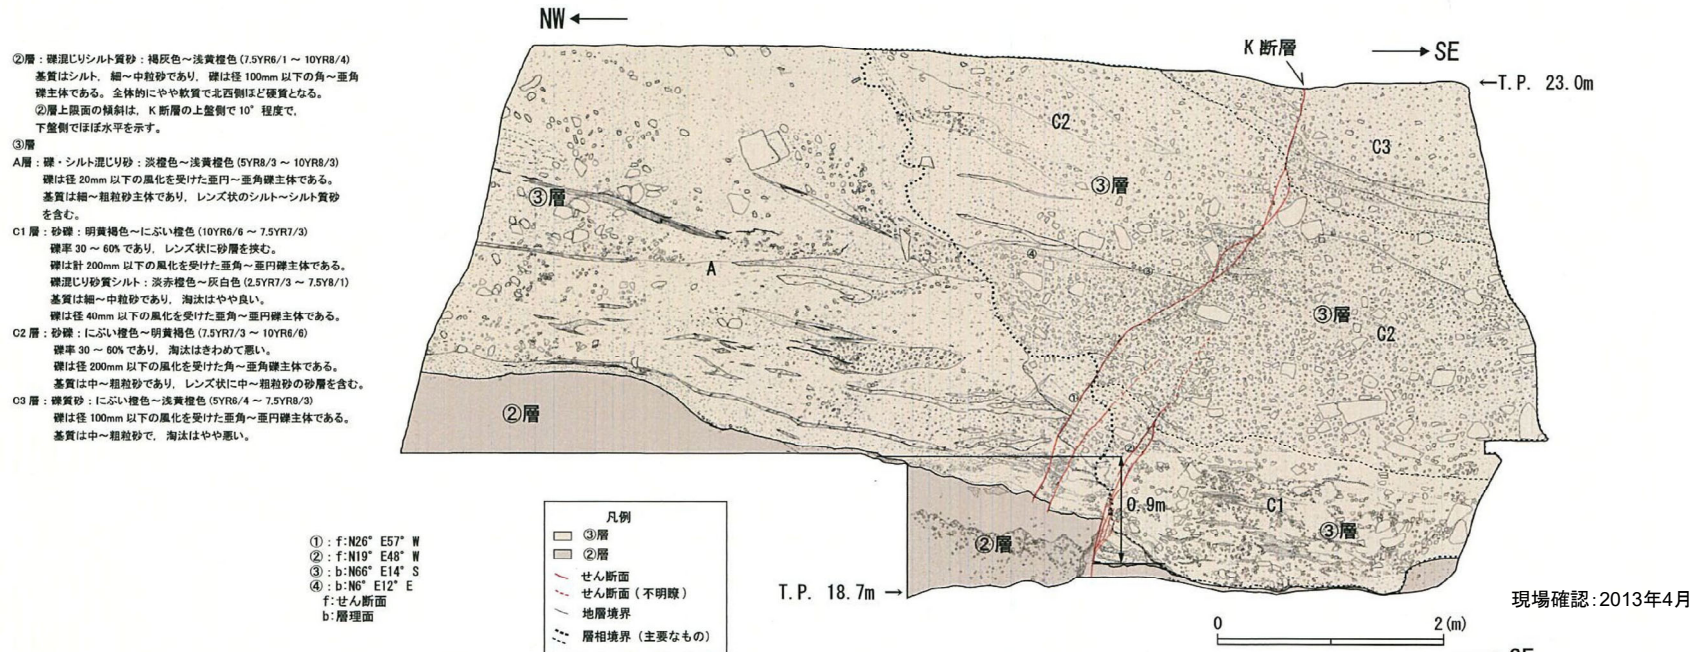 NW ←
K 断層
→ SE
←T.P. 23.0m
②層：礫混じりシルト質砂：褐灰色～浅黄橙色 (7.5YR6/1 ～ 10YR8/4)
基質はシルト，細～中粒砂であり，礫は径 100mm 以下の角～亜角
礫主体である。全体的にやや軟質で北西側ほど硬質となる。
②層上限面の傾斜は，K 断層の上盤側で 10° 程度で，
下盤側でほぼ水平を示す。
③層
A層：礫・シルト混じり砂：淡橙色～浅黄橙色 (5YR8/3 ～ 10YR8/3)
礫は径 20mm 以下の風化を受けた亜円～亜角礫主体である。
基質は細～粗粒砂主体であり，レンズ状のシルト～シルト質砂
を含む。
C1 層：砂礫：明黄褐色～にぶい橙色 (10YR6/6 ～ 7.5YR7/3)
礫率 30 ～ 60% であり，レンズ状に砂層を挟む。
礫は計 200mm 以下の風化を受けた亜角～亜円礫主体である。
礫混じり砂質シルト：淡赤橙色～灰白色 (2.5YR7/3 ～ 7.5Y8/1)
基質は細～中粒砂であり，淘汰はやや良い。
礫は径 40mm 以下の風化を受けた亜角～亜円礫主体である。
C2 層：砂礫：にぶい橙色～明黄褐色 (7.5YR7/3 ～ 10YR6/6)
礫率 30 ～ 60% であり，淘汰はきわめて悪い。
礫は径 200mm 以下の風化を受けた角～亜角礫主体である。
基質は中～粗粒砂であり，レンズ状に中～粗粒砂の砂層を含む。
C3 層：礫質砂：にぶい橙色～浅黄橙色 (5YR6/4 ～ 7.5YR8/3)
礫は径 100mm 以下の風化を受けた亜角～亜円礫主体である。
基質は中～粗粒砂で，淘汰はやや悪い。
C2
C3
③層
③層
④
③
A
③層
C2
①
②
②層
0.9m
C1
③層
②層
T.P. 18.7m →
①：f:N26° E57° W
②：f:N19° E48° W
③：b:N66° E14° S
④：b:N6° E12° E
f:せん断面
b:層理面
凡例
③層
②層
せん断面
せん断面（不明瞭）
地層境界
層相境界（主要なもの）
現場確認：2013年4月
0 2(m)